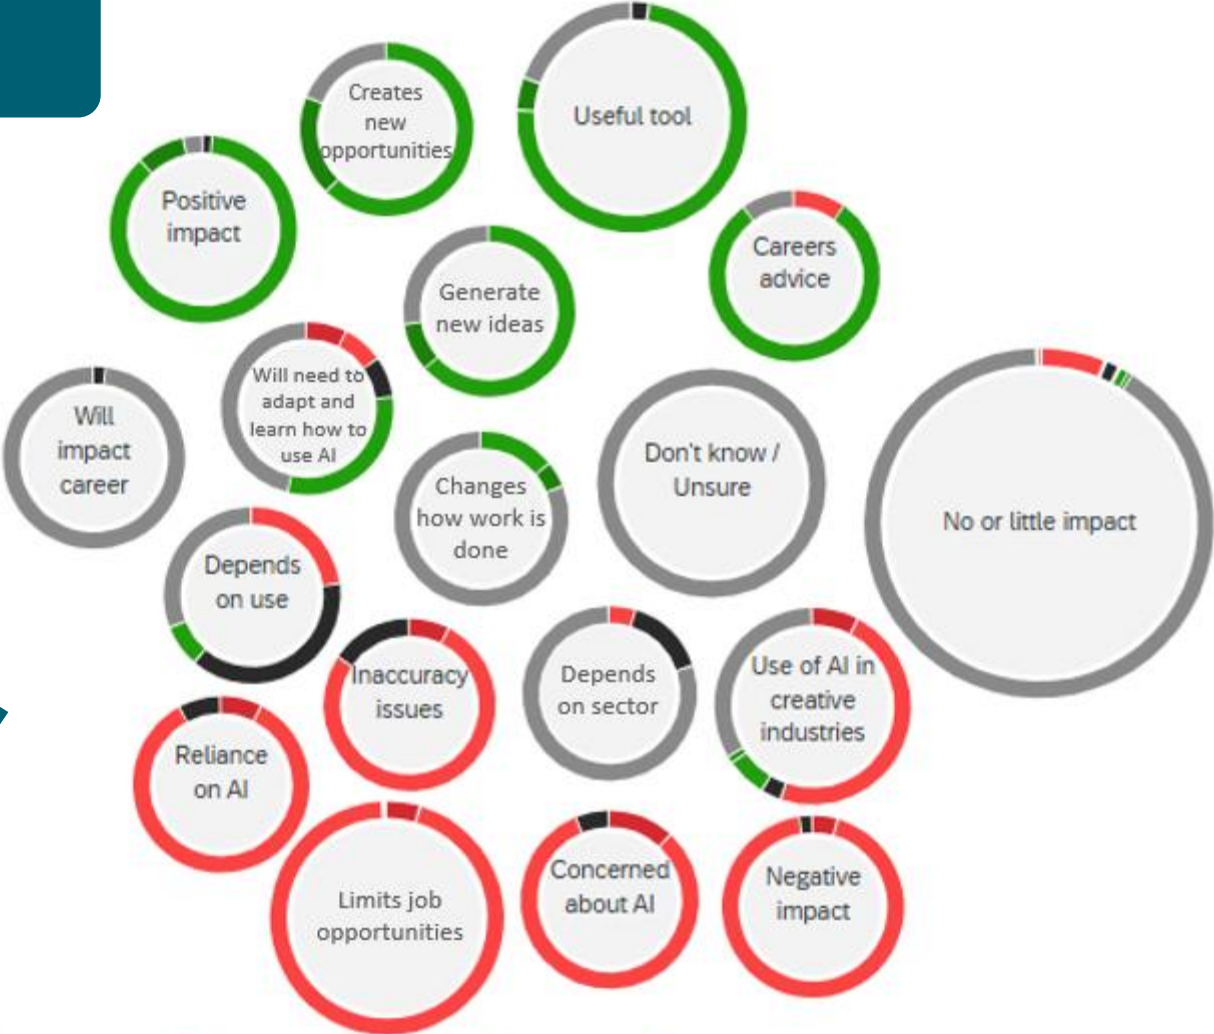 Useful tool
Creates
new
opportunities
Positive
impact
Careers
advice
Generate
new ideas
Will need to
adapt and
learn how to
use AI
Will
impact
career
Don't know /
Unsure
No or little impact
Changes
how work is
done
Depends
on use
Inaccuracy
issues
Depends
on sector
Use of AI in
creative
industries
Reliance
on AI
Limits job
opportunities
Concerned
about AI
Negative
impact